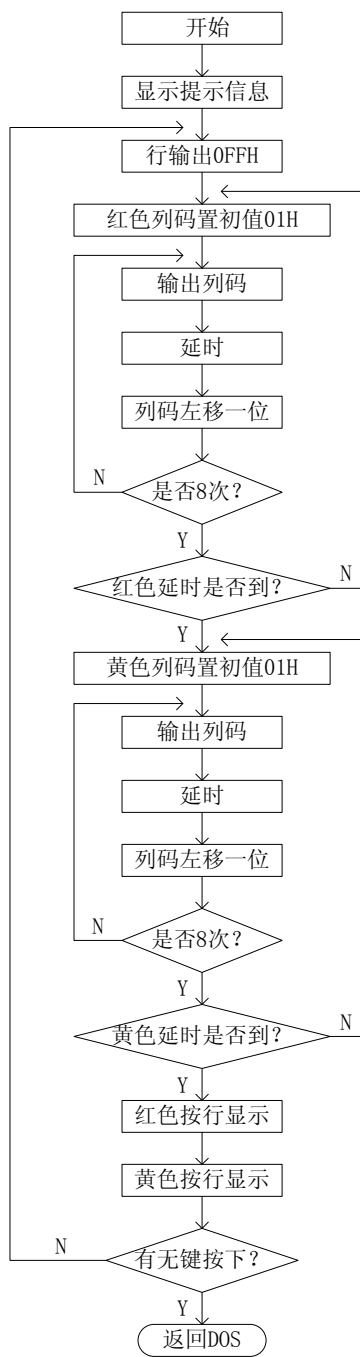 开始
显示提示信息
行输出0FFH
红色列码置初值01H
输出列码
延时
列码左移一位
N
是否8次？
Y
红色延时是否到？
N
Y
黄色列码置初值01H
输出列码
延时
列码左移一位
N
是否8次？
Y
黄色延时是否到？
N
Y
红色按行显示
黄色按行显示
N
有无键按下？
Y
返回DOS